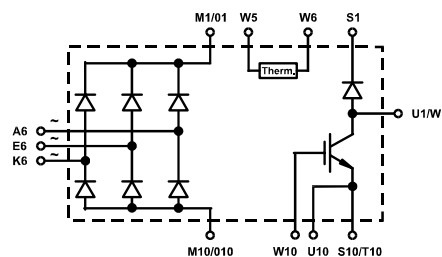 M1/01 W5 W6 S1
Therm.
U1/W
~
A6
~
E6
~
K6
M10/010 W10 U10 S10/T10